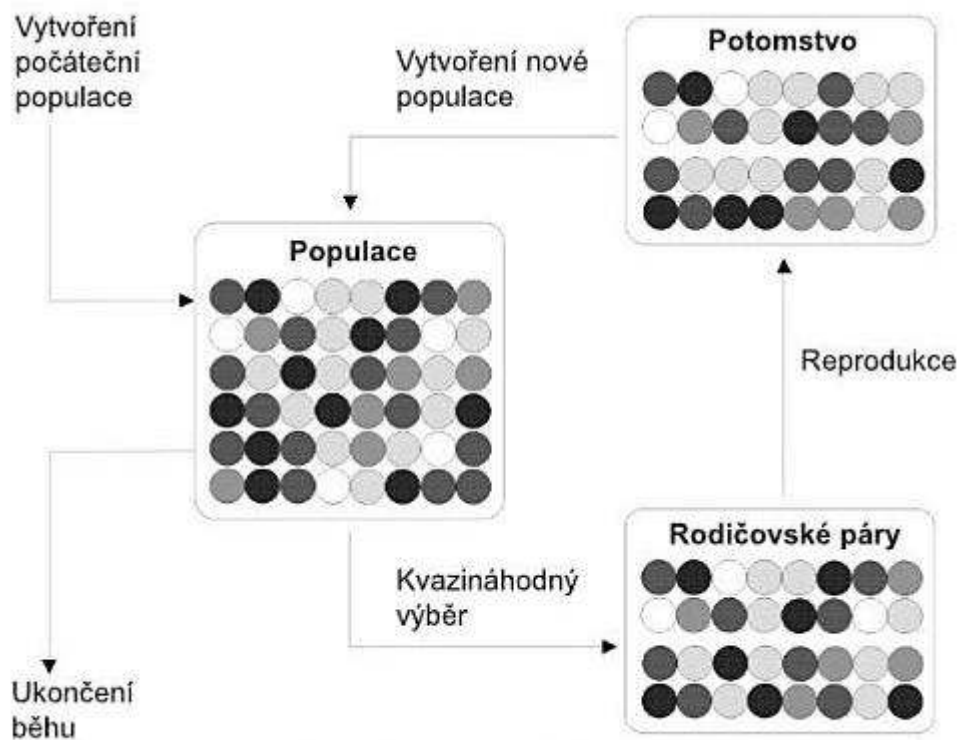 Vytvoření
počáteční
populace
Vytvoření nové
populace
Potomstvo
Populace
Reprodukce
Kvazináhodný
výběr
Rodičovské páry
Ukončení
běhu